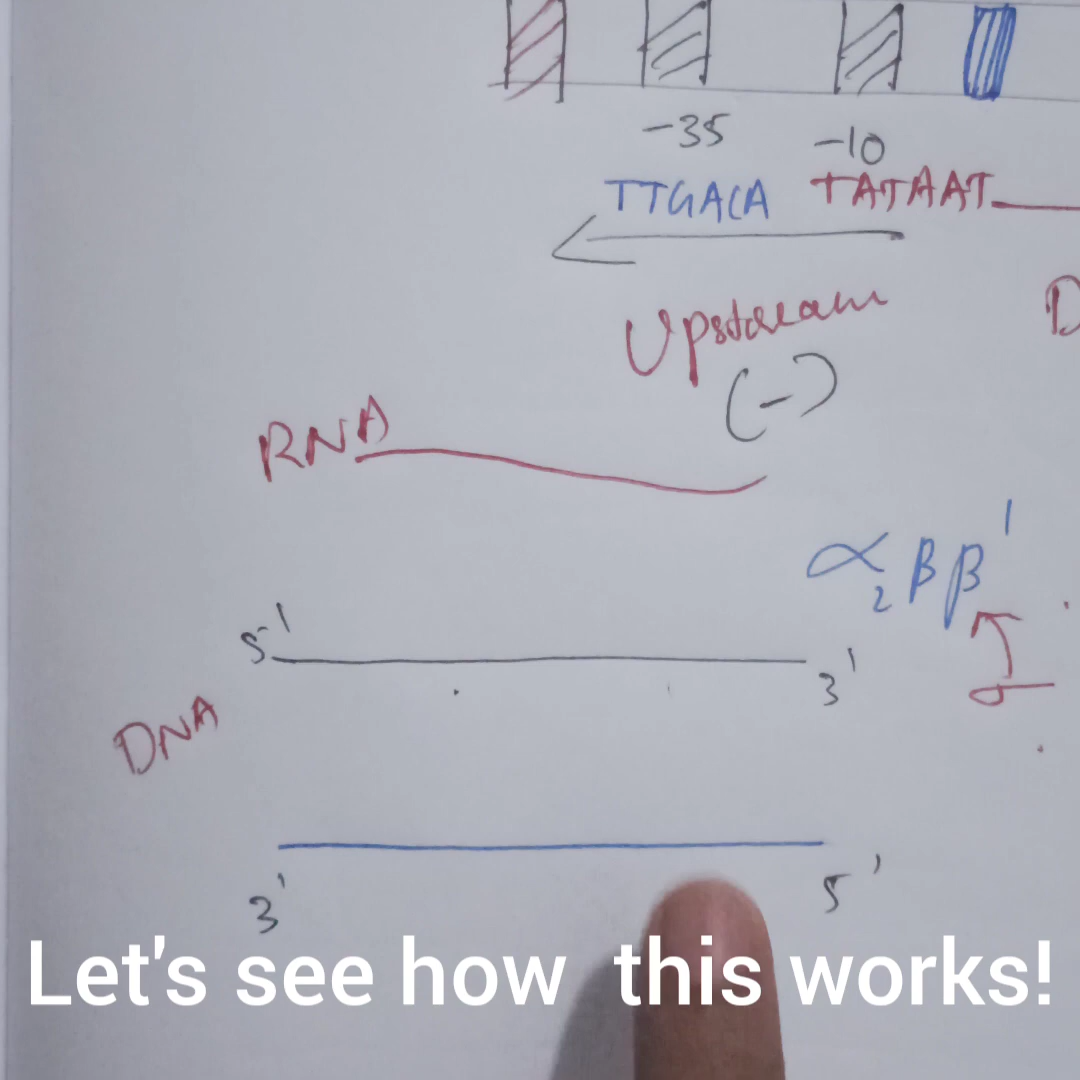 -35
-10
TTGACA TATAAT
Upstream
D
(-)
RNA
α₂ββ'
5' 3'
DNA
3' 5'
Let's see how this works!